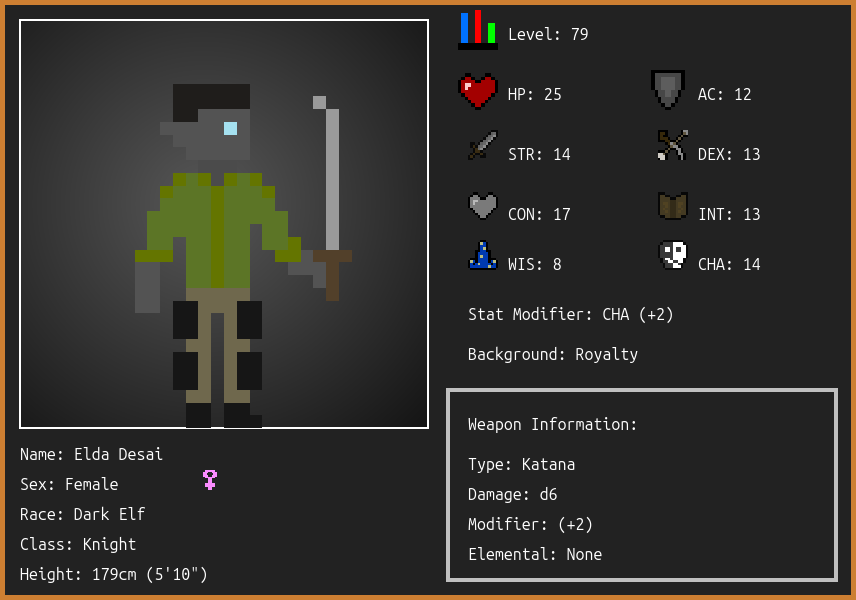 Level: 79
HP: 25
AC: 12
STR: 14
DEX: 13
CON: 17
INT: 13
WIS: 8
CHA: 14
Stat Modifier: CHA (+2)
Background: Royalty
Weapon Information:
Type: Katana
Damage: d6
Modifier: (+2)
Elemental: None
Name: Elda Desai
Sex: Female
Race: Dark Elf
Class: Knight
Height: 179cm (5'10")